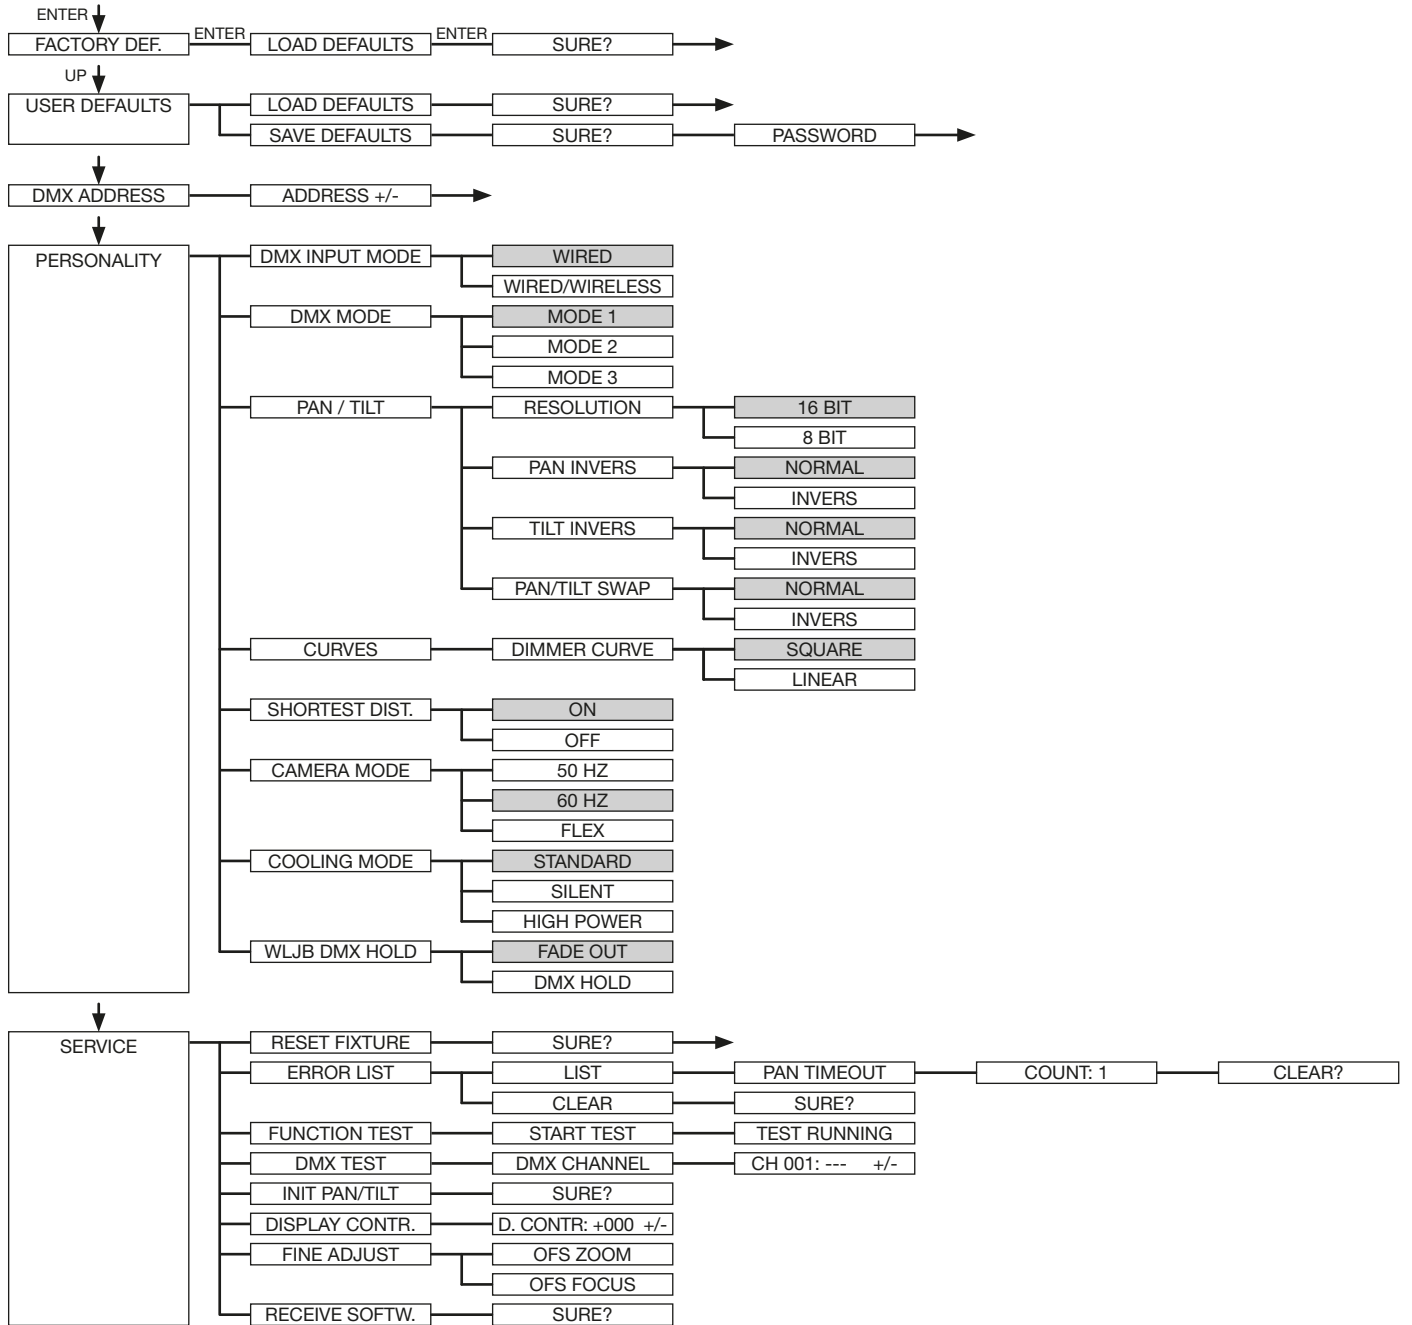 ENTER
FACTORY DEF. ENTER LOAD DEFAULTS ENTER SURE?
UP
USER DEFAULTS LOAD DEFAULTS SURE?
SAVE DEFAULTS SURE? PASSWORD
DMX ADDRESS ADDRESS +/-
PERSONALITY DMX INPUT MODE WIRED
WIRED/WIRELESS
DMX MODE MODE 1
MODE 2
MODE 3
PAN / TILT RESOLUTION 16 BIT
8 BIT
PAN INVERS NORMAL
INVERS
TILT INVERS NORMAL
INVERS
PAN/TILT SWAP NORMAL
INVERS
CURVES DIMMER CURVE SQUARE
LINEAR
SHORTEST DIST. ON
OFF
CAMERA MODE 50 HZ
60 HZ
FLEX
COOLING MODE STANDARD
SILENT
HIGH POWER
WLJB DMX HOLD FADE OUT
DMX HOLD
SERVICE RESET FIXTURE SURE?
ERROR LIST LIST PAN TIMEOUT COUNT: 1 CLEAR?
CLEAR SURE?
FUNCTION TEST START TEST TEST RUNNING
DMX TEST DMX CHANNEL CH 001: --- +/-
INIT PAN/TILT SURE?
DISPLAY CONTR. D. CONTR: +000 +/-
FINE ADJUST OFS ZOOM
OFS FOCUS
RECEIVE SOFTW. SURE?